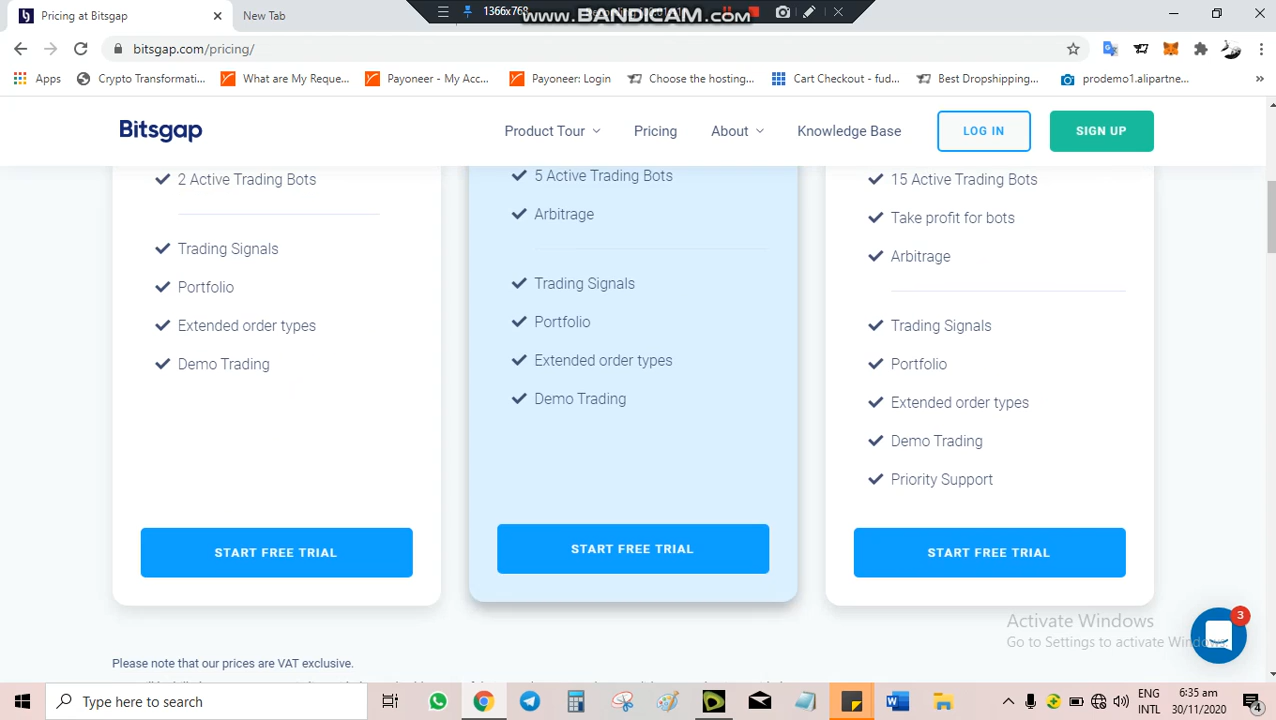 Pricing at Bitsgap
New Tab
1366x768
www.BANDICAM.com
bitsgap.com/pricing/
Apps
Crypto Transformati...
What are My Reque...
Payoneer - My Acco...
Payoneer: Login
Choose the hosting...
Cart Checkout - fud...
Best Dropshipping...
prodemo1.alipartne...
Bitsgap
Product Tour
Pricing
About
Knowledge Base
LOG IN
SIGN UP
2 Active Trading Bots
Trading Signals
Portfolio
Extended order types
Demo Trading
START FREE TRIAL
5 Active Trading Bots
Arbitrage
Trading Signals
Portfolio
Extended order types
Demo Trading
START FREE TRIAL
15 Active Trading Bots
Take profit for bots
Arbitrage
Trading Signals
Portfolio
Extended order types
Demo Trading
Priority Support
START FREE TRIAL
3
Activate Windows
Go to Settings to activate Windows.
Please note that our prices are VAT exclusive.
Type here to search
ENG
INTL
6:35 am
30/11/2020
4